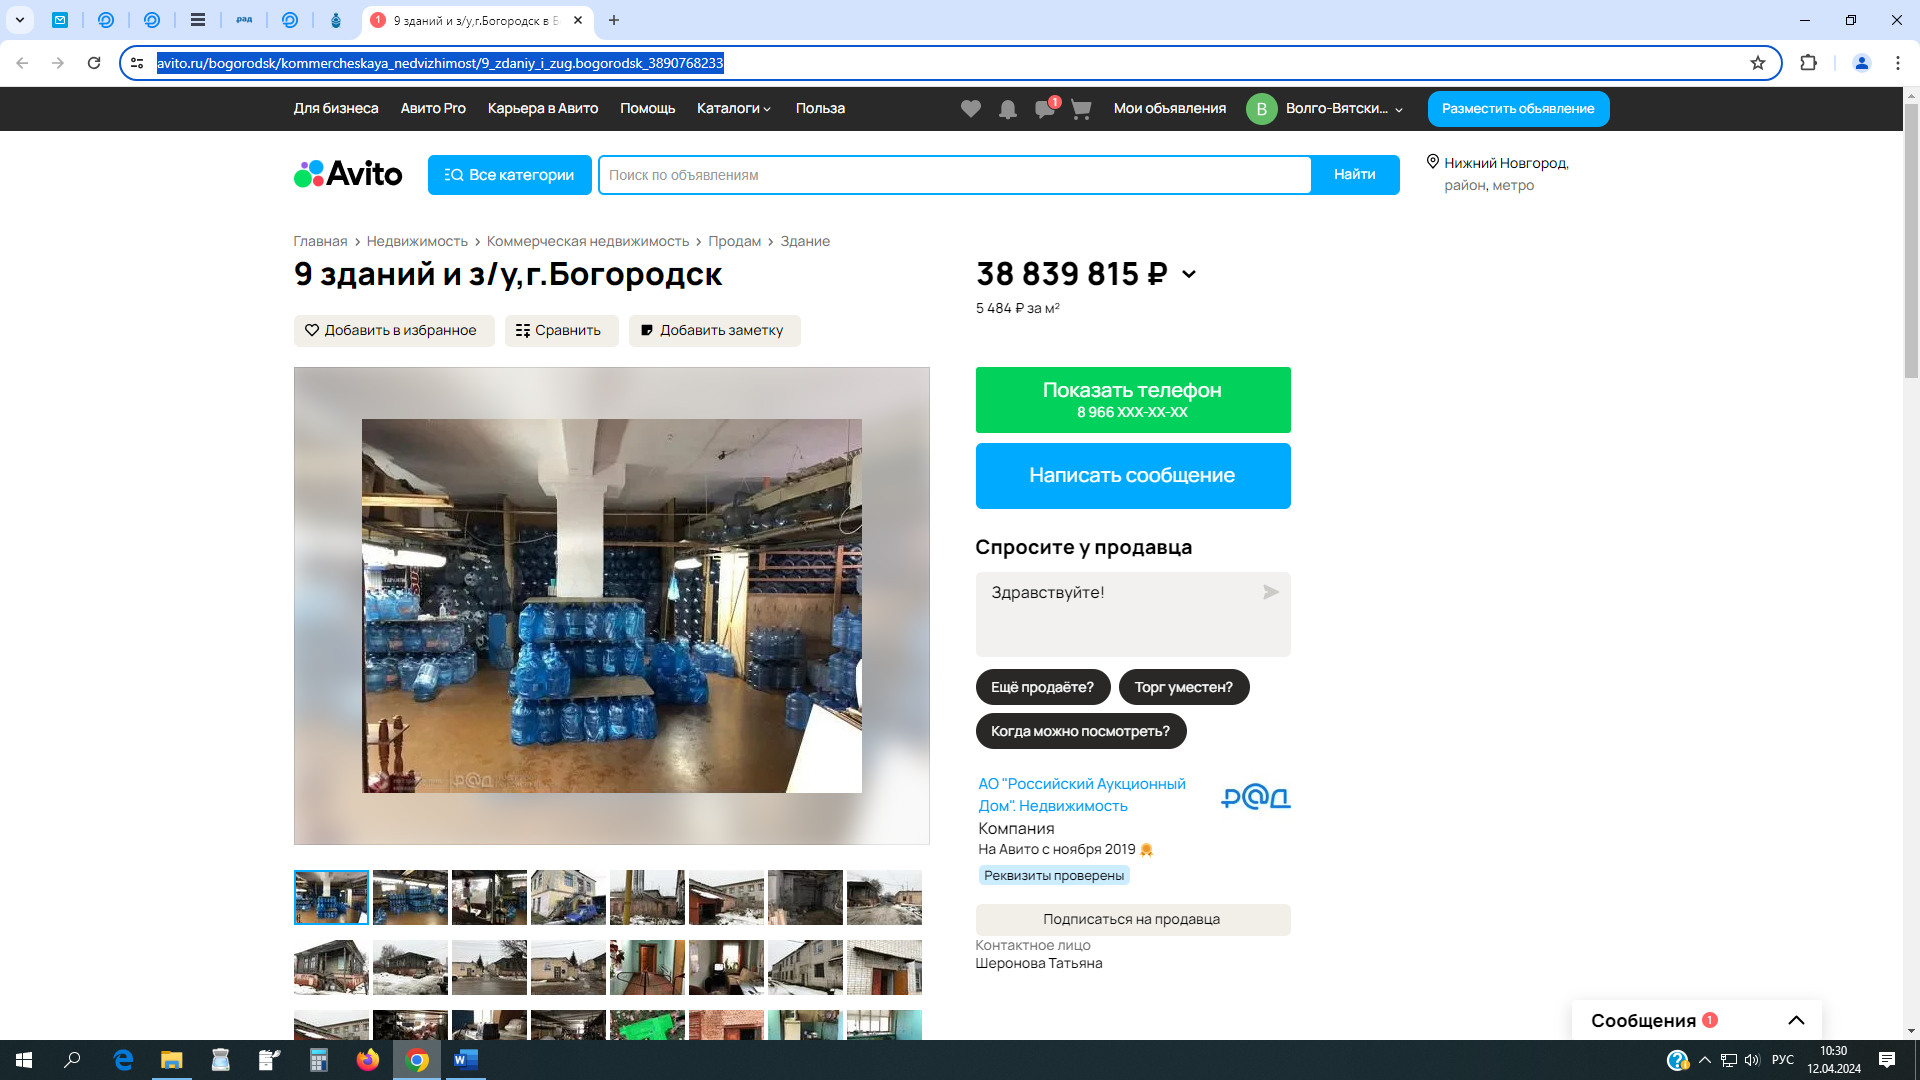 рад
1
9 зданий и з/у,г.Богородск в Б
avito.ru/bogorodsk/kommercheskaya_nedvizhimost/9_zdaniy_i_zug.bogorodsk_3890768233
Для бизнеса Авито Pro Карьера в Авито Помощь Каталоги Польза 1 Мои объявления В Волго-Вятски... Разместить объявление
Avito Все категории Поиск по объявлениям Найти Нижний Новгород,
район, метро
Главная > Недвижимость > Коммерческая недвижимость > Продам > Здание
9 зданий и з/у,г.Богородск
38 839 815 ₽
5 484 ₽ за м²
Добавить в избранное Сравнить Добавить заметку
Показать телефон
8 966 XXX-XX-XX
Написать сообщение
Спросите у продавца
Здравствуйте!
Ещё продаёте? Торг уместен?
Когда можно посмотреть?
АО "Российский Аукционный
Дом". Недвижимость
р@д
Компания
На Авито с ноября 2019
Реквизиты проверены
Подписаться на продавца
Контактное лицо
Шеронова Татьяна
Сообщения 1
РУС
10:30
12.04.2024